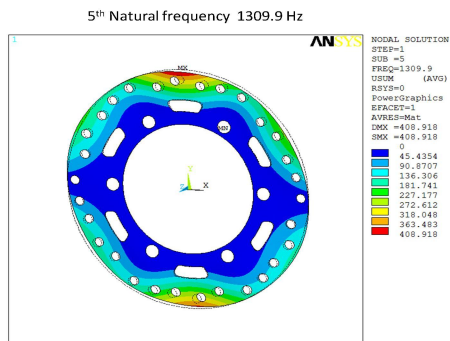 5th Natural frequency 1309.9 Hz
1
ANSYS
NODAL SOLUTION
STEP=1
SUB =5
FREQ=1309.9
USUM (AVG)
RSYS=0
PowerGraphics
EFACET=1
AVRES=Mat
DMX =408.918
SMX =408.918
0
45.4354
90.8707
136.306
181.741
227.177
272.612
318.048
363.483
408.918
MX
MN
Y
Z
X